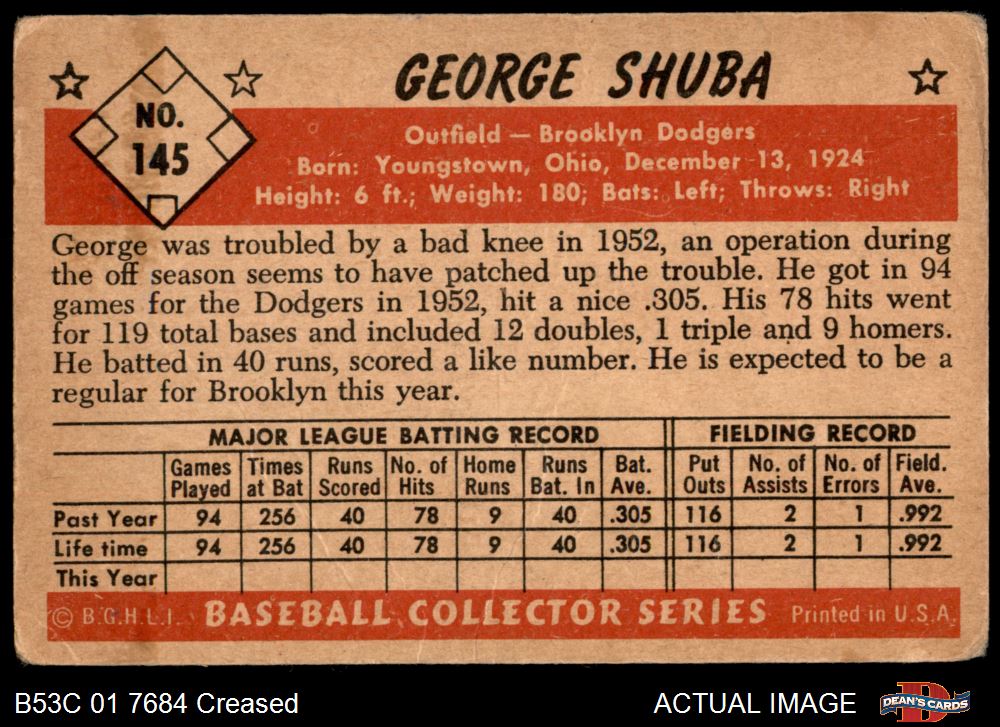 GEORGE SHUBA
NO.
145
Outfield — Brooklyn Dodgers
Born: Youngstown, Ohio, December 13, 1924
Height: 6 ft.; Weight: 180; Bats: Left; Throws: Right
George was troubled by a bad knee in 1952, an operation during
the off season seems to have patched up the trouble. He got in 94
games for the Dodgers in 1952, hit a nice .305. His 78 hits went
for 119 total bases and included 12 doubles, 1 triple and 9 homers.
He batted in 40 runs, scored a like number. He is expected to be a
regular for Brooklyn this year.
MAJOR LEAGUE BATTING RECORD FIELDING RECORD
Games Times Runs No. of Home Runs Bat. Put No. of No. of Field.
Played at Bat Scored Hits Runs Bat. In Ave. Outs Assists Errors Ave.
Past Year 94 256 40 78 9 40 .305 116 2 1 .992
Life time 94 256 40 78 9 40 .305 116 2 1 .992
This Year
© B.G.H.L.I. BASEBALL COLLECTOR SERIES Printed in U.S.A.
B53C 01 7684 Creased ACTUAL IMAGE DEAN'S CARDS